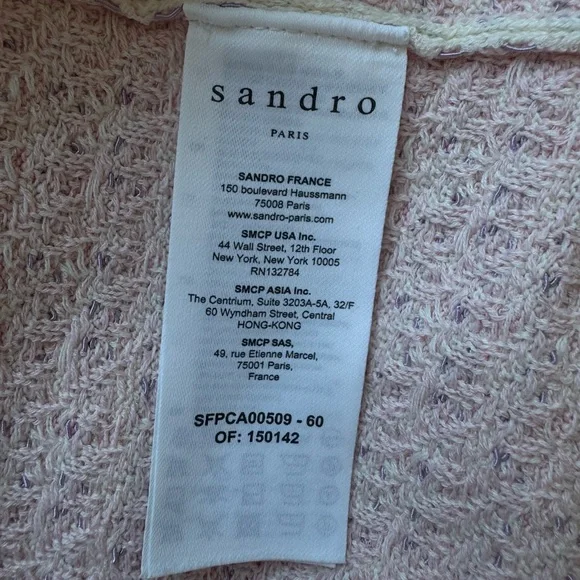 sandro
PARIS
SANDRO FRANCE
150 boulevard Haussmann
75008 Paris
www.sandro-paris.com
SMCP USA Inc.
44 Wall Street, 12th Floor
New York, New York 10005
RN132784
SMCP ASIA Inc.
The Centrium, Suite 3203A-5A, 32/F
60 Wyndham Street, Central
HONG-KONG
SMCP SAS,
49, rue Etienne Marcel,
75001 Paris,
France
SFPCA00509 - 60
OF: 150142